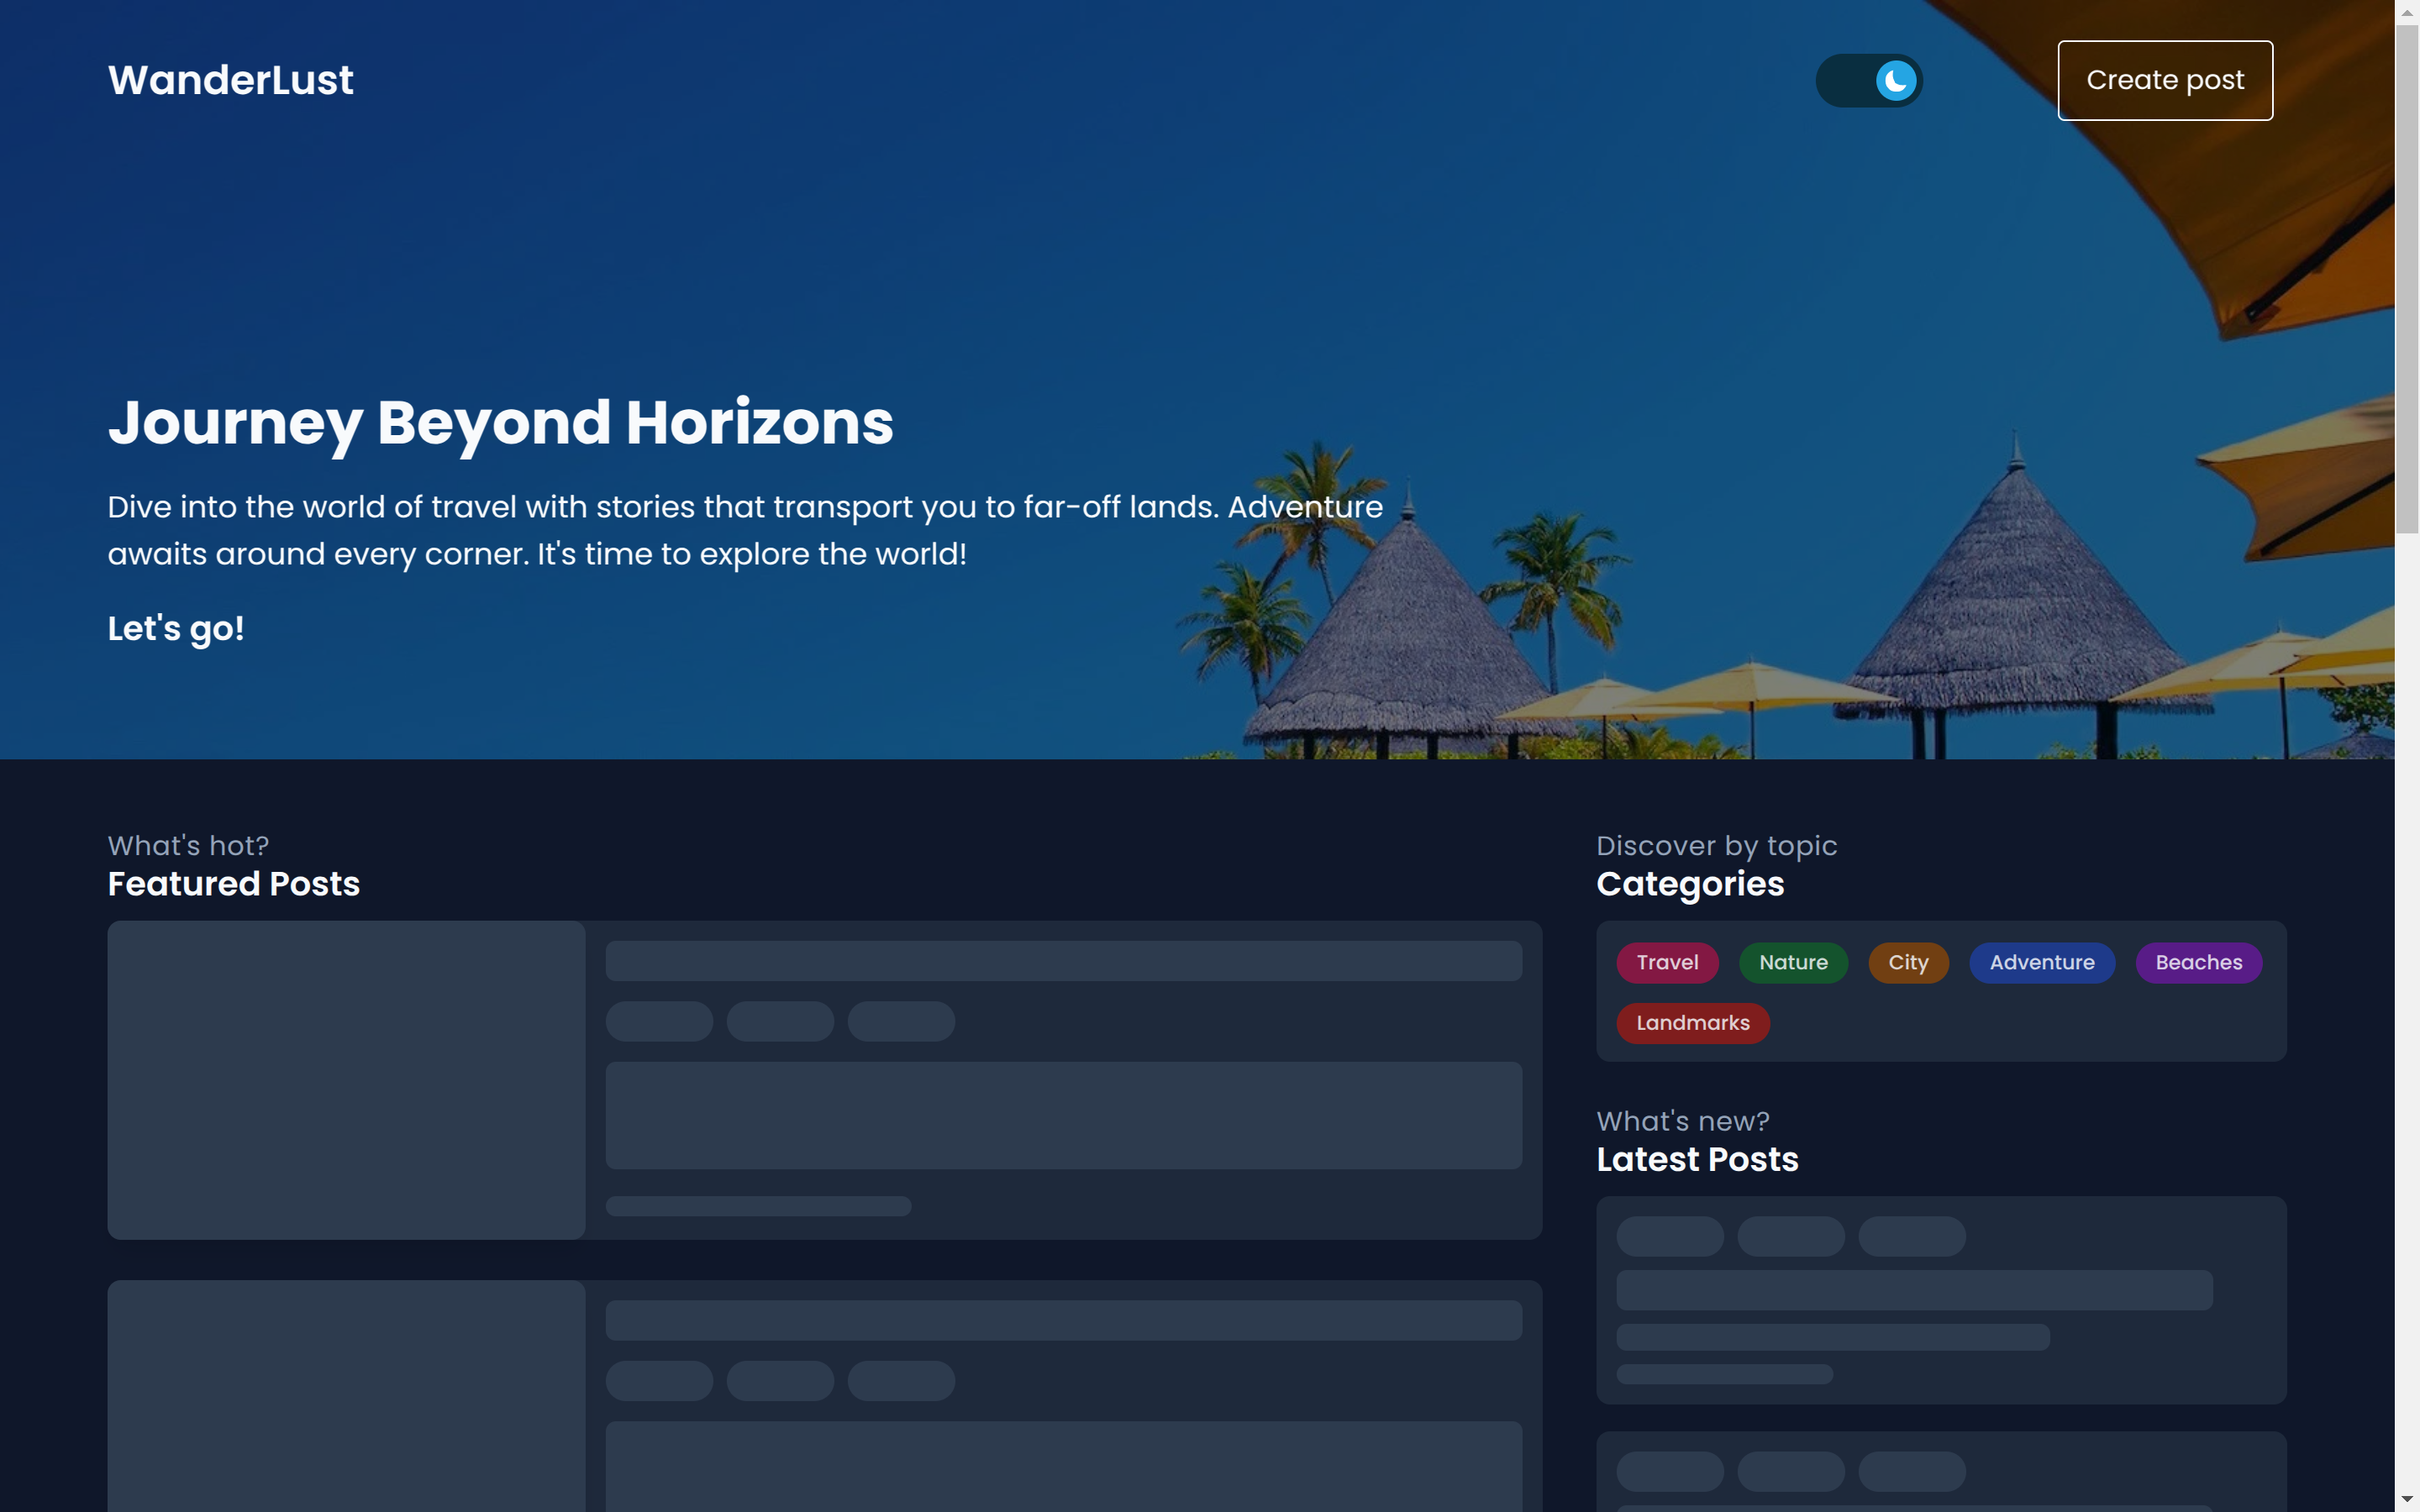 WanderLust
Create post
Journey Beyond Horizons
Dive into the world of travel with stories that transport you to far-off lands. Adventure
awaits around every corner. It's time to explore the world!
Let's go!
What's hot?
Featured Posts
Discover by topic
Categories
Travel Nature City Adventure Beaches
Landmarks
What's new?
Latest Posts